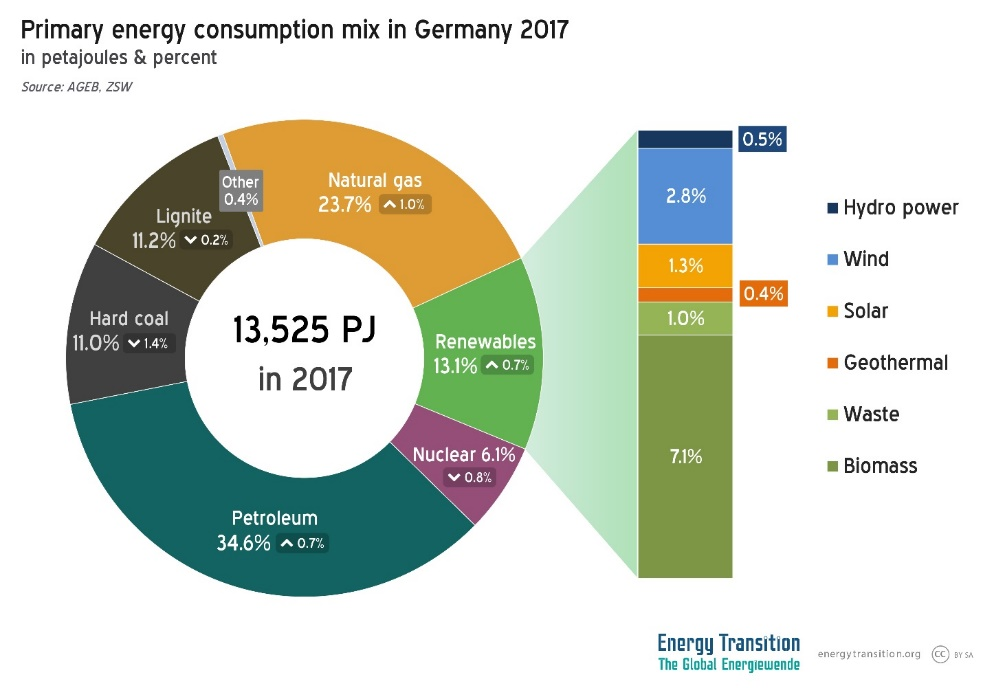 Primary energy consumption mix in Germany 2017
in petajoules & percent
Source: AGEB, ZSW
Natural gas
23.7% 1.0%
Other
0.4%
Lignite
11.2% 0.2%
Hard coal
11.0% 1.4%
13,525 PJ
in 2017
Renewables
13.1% 0.7%
Nuclear 6.1%
0.8%
Petroleum
34.6% 0.7%
0.5%
2.8%
1.3%
0.4%
1.0%
7.1%
Hydro power
Wind
Solar
Geothermal
Waste
Biomass
Energy Transition
The Global Energiewende
energytransition.org CC BY SA